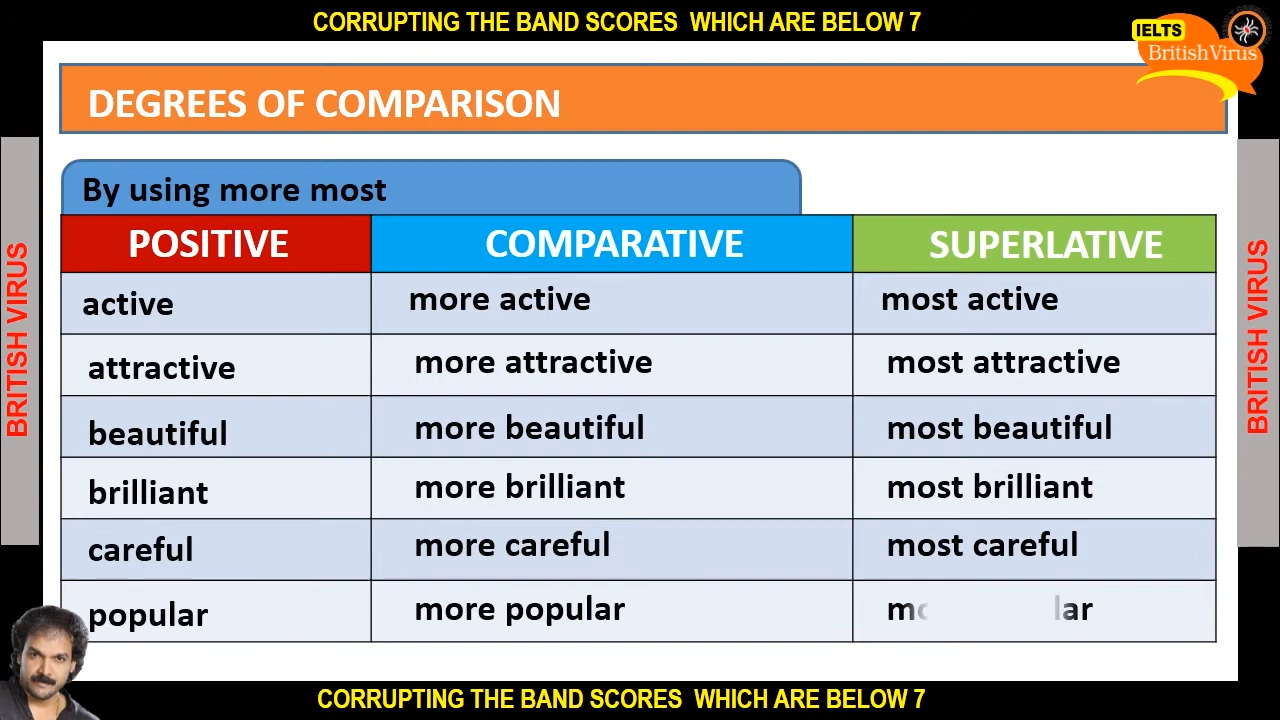 CORRUPTING THE BAND SCORES WHICH ARE BELOW 7
IELTS
BritishVirus
DEGREES OF COMPARISON
By using more most
POSITIVE COMPARATIVE SUPERLATIVE
active more active most active
attractive more attractive most attractive
beautiful more beautiful most beautiful
brilliant more brilliant most brilliant
careful more careful most careful
popular more popular
BRITISH VIRUS
BRITISH VIRUS
CORRUPTING THE BAND SCORES WHICH ARE BELOW 7